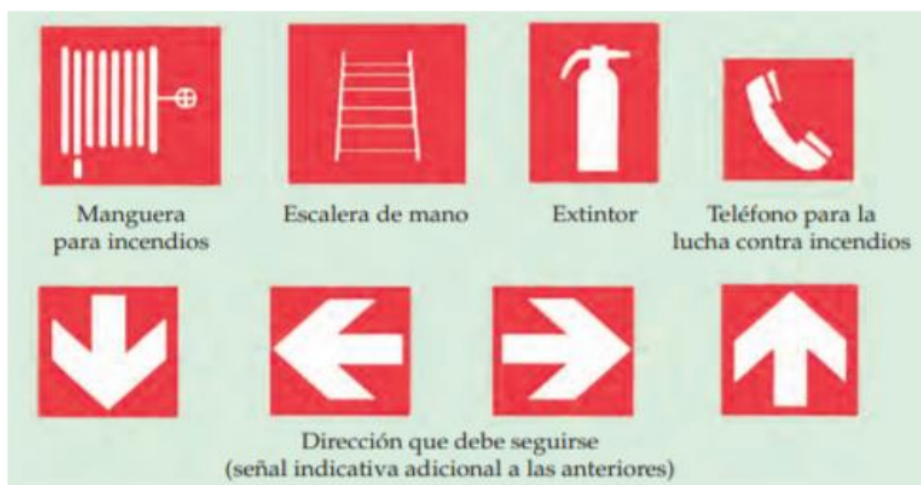 Manguera
para incendios
Escalera de mano
Extintor
Teléfono para la
lucha contra incendios
Dirección que debe seguirse
(señal indicativa adicional a las anteriores)